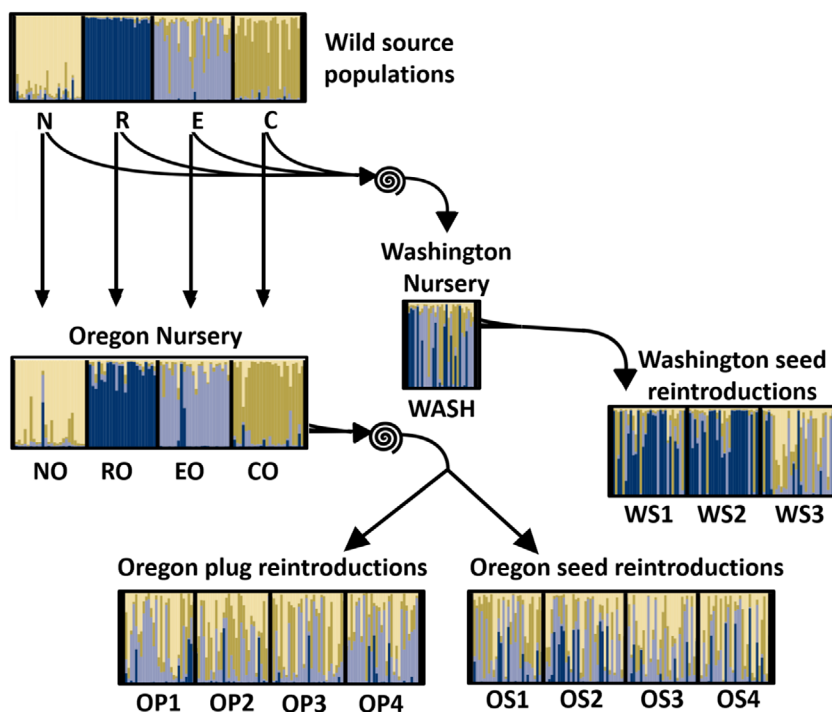 Wild source
populations
N R E C
Washington
Nursery
Oregon Nursery
WASH
Washington seed
reintroductions
NO RO EO CO
WS1 WS2 WS3
Oregon plug reintroductions
Oregon seed reintroductions
OP1 OP2 OP3 OP4
OS1 OS2 OS3 OS4